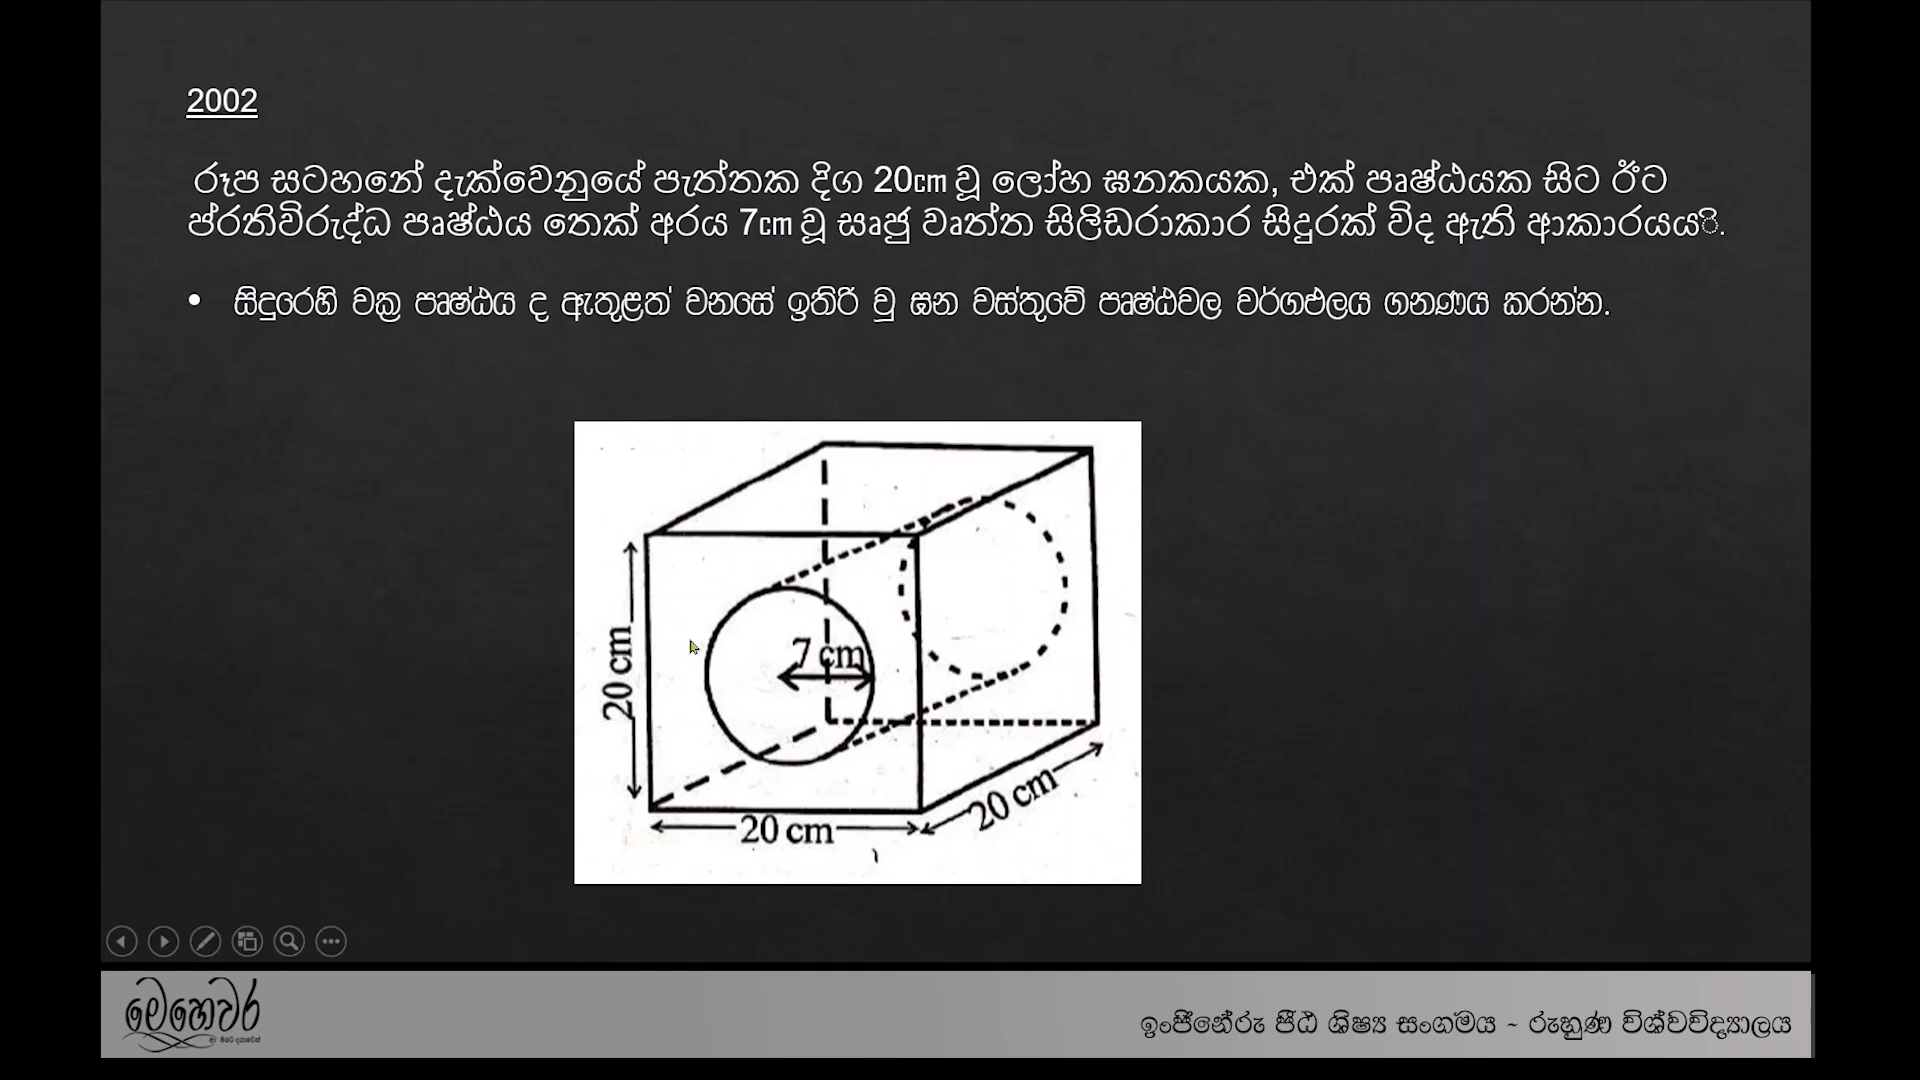 2002
රූප සටහනේ දැක්වෙනුයේ පැත්තක දිග 20cm වූ ලෝහ ඝනකයක, එක් පෘෂ්ඨයක සිට ඊට
ප්රතිවිරුද්ධ පෘෂ්ඨය තෙක් අරය 7cm වූ සෘජු වෘත්ත සිලිඩරාකාර සිදුරක් විද ඇති ආකාරයයි.
• සිදුරෙහි වක්‍ර පෘෂ්ඨය ද ඇතුළත් වනසේ ඉතිරි වූ ඝන වස්තුවේ පෘෂ්ඨවල වර්ගඵලය ගනණය කරන්න.
7 cm
20 cm
20 cm
20 cm
මෙහෙවර
ඉංජිනේරු පීඨ ශිෂ්‍ය සංගමය ~ රුහුණ විශ්වවිද්‍යාලය